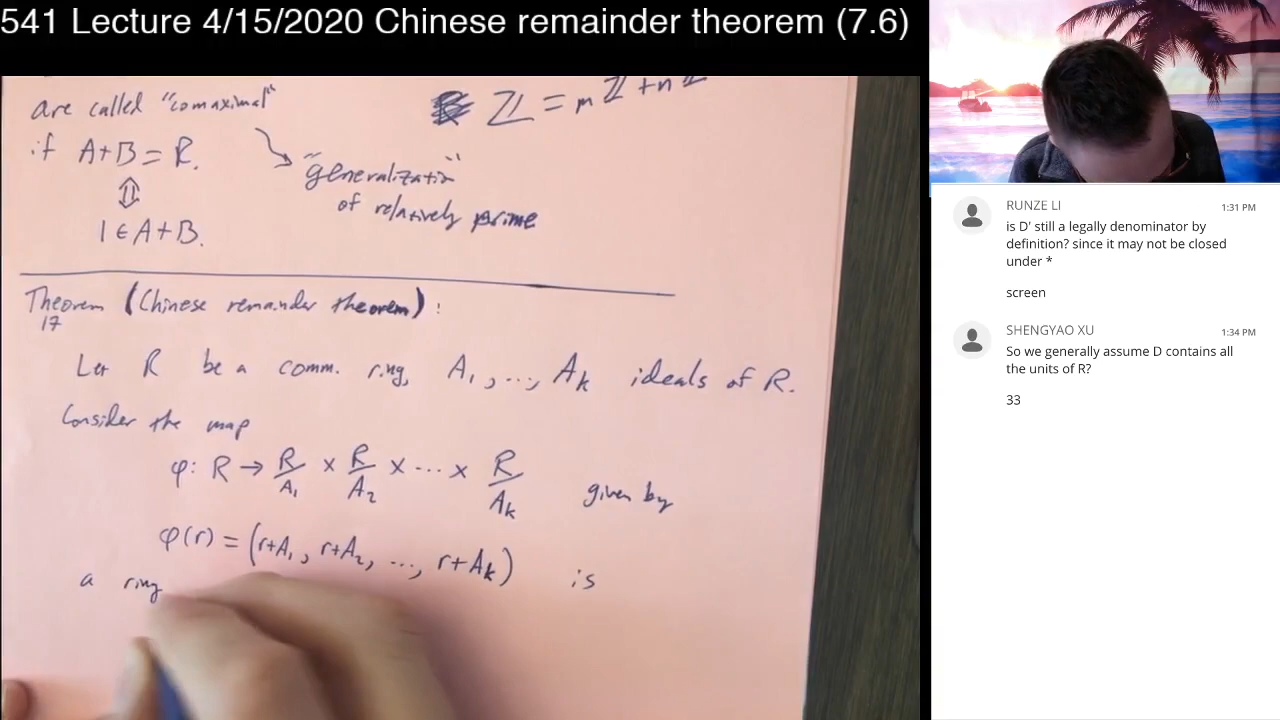 541 Lecture 4/15/2020 Chinese remainder theorem (7.6)
are called "comaximal"
ℤ = mℤ + nℤ
if A+B = R.
⇕
1 ∈ A+B.
"generalization"
of relatively prime
Theorem (Chinese remainder theorem):
17
Let R be a comm. ring, A₁, ..., Aₖ ideals of R.
Consider the map
φ: R → R/A₁ × R/A₂ × ... × R/Aₖ given by
φ(r) = (r+A₁, r+A₂, ..., r+Aₖ) is
a ring
RUNZE LI 1:31 PM
is D' still a legally denominator by
definition? since it may not be closed
under *
screen
SHENGYAO XU 1:34 PM
So we generally assume D contains all
the units of R?
33